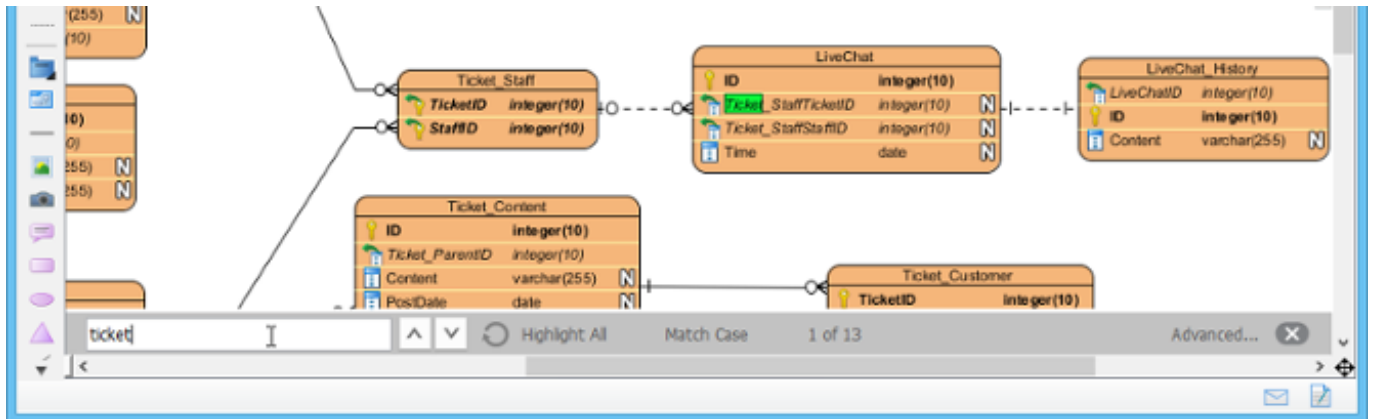 (255) N
(10)
10)
0)
255) N
255) N
Ticket_Staff
TicketID integer(10)
StaffID integer(10)
LiveChat
ID integer(10)
Ticket_StaffTicketID integer(10) N
Ticket_StaffStaffID integer(10) N
Time date N
LiveChat_History
LiveChatID integer(10)
ID integer(10)
Content varchar(255) N
Ticket_Content
ID integer(10)
Ticket_ParentID integer(10)
Content varchar(255) N
PostDate date N
Ticket_Customer
TicketID integer(10)
ticket Highlight All Match Case 1 of 13 Advanced...